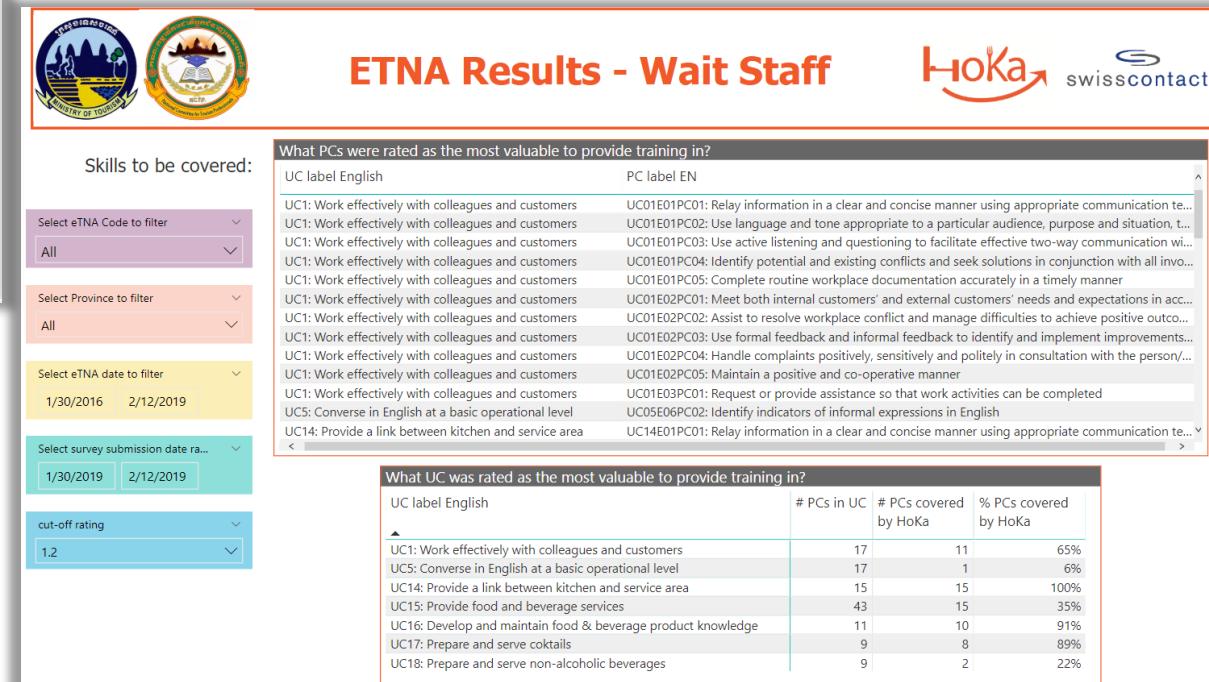 ETNA Results - Wait Staff
MINISTRY OF TOURISM
HoKa
swisscontact
Skills to be covered:
Select eTNA Code to filter
All
Select Province to filter
All
Select eTNA date to filter
1/30/2016 2/12/2019
Select survey submission date ra...
1/30/2019 2/12/2019
cut-off rating
1.2
What PCs were rated as the most valuable to provide training in?
UC label English PC label EN
UC1: Work effectively with colleagues and customers UC01E01PC01: Relay information in a clear and concise manner using appropriate communication te...
UC1: Work effectively with colleagues and customers UC01E01PC02: Use language and tone appropriate to a particular audience, purpose and situation, t...
UC1: Work effectively with colleagues and customers UC01E01PC03: Use active listening and questioning to facilitate effective two-way communication wi...
UC1: Work effectively with colleagues and customers UC01E01PC04: Identify potential and existing conflicts and seek solutions in conjunction with all invo...
UC1: Work effectively with colleagues and customers UC01E01PC05: Complete routine workplace documentation accurately in a timely manner
UC1: Work effectively with colleagues and customers UC01E02PC01: Meet both internal customers' and external customers' needs and expectations in acc...
UC1: Work effectively with colleagues and customers UC01E02PC02: Assist to resolve workplace conflict and manage difficulties to achieve positive outco...
UC1: Work effectively with colleagues and customers UC01E02PC03: Use formal feedback and informal feedback to identify and implement improvements...
UC1: Work effectively with colleagues and customers UC01E02PC04: Handle complaints positively, sensitively and politely in consultation with the person/...
UC1: Work effectively with colleagues and customers UC01E02PC05: Maintain a positive and co-operative manner
UC1: Work effectively with colleagues and customers UC01E03PC01: Request or provide assistance so that work activities can be completed
UC5: Converse in English at a basic operational level UC05E06PC02: Identify indicators of informal expressions in English
UC14: Provide a link between kitchen and service area UC14E01PC01: Relay information in a clear and concise manner using appropriate communication te...
What UC was rated as the most valuable to provide training in?
UC label English # PCs in UC # PCs covered by HoKa % PCs covered by HoKa
UC1: Work effectively with colleagues and customers 17 11 65%
UC5: Converse in English at a basic operational level 17 1 6%
UC14: Provide a link between kitchen and service area 15 15 100%
UC15: Provide food and beverage services 43 15 35%
UC16: Develop and maintain food & beverage product knowledge 11 10 91%
UC17: Prepare and serve coktails 9 8 89%
UC18: Prepare and serve non-alcoholic beverages 9 2 22%